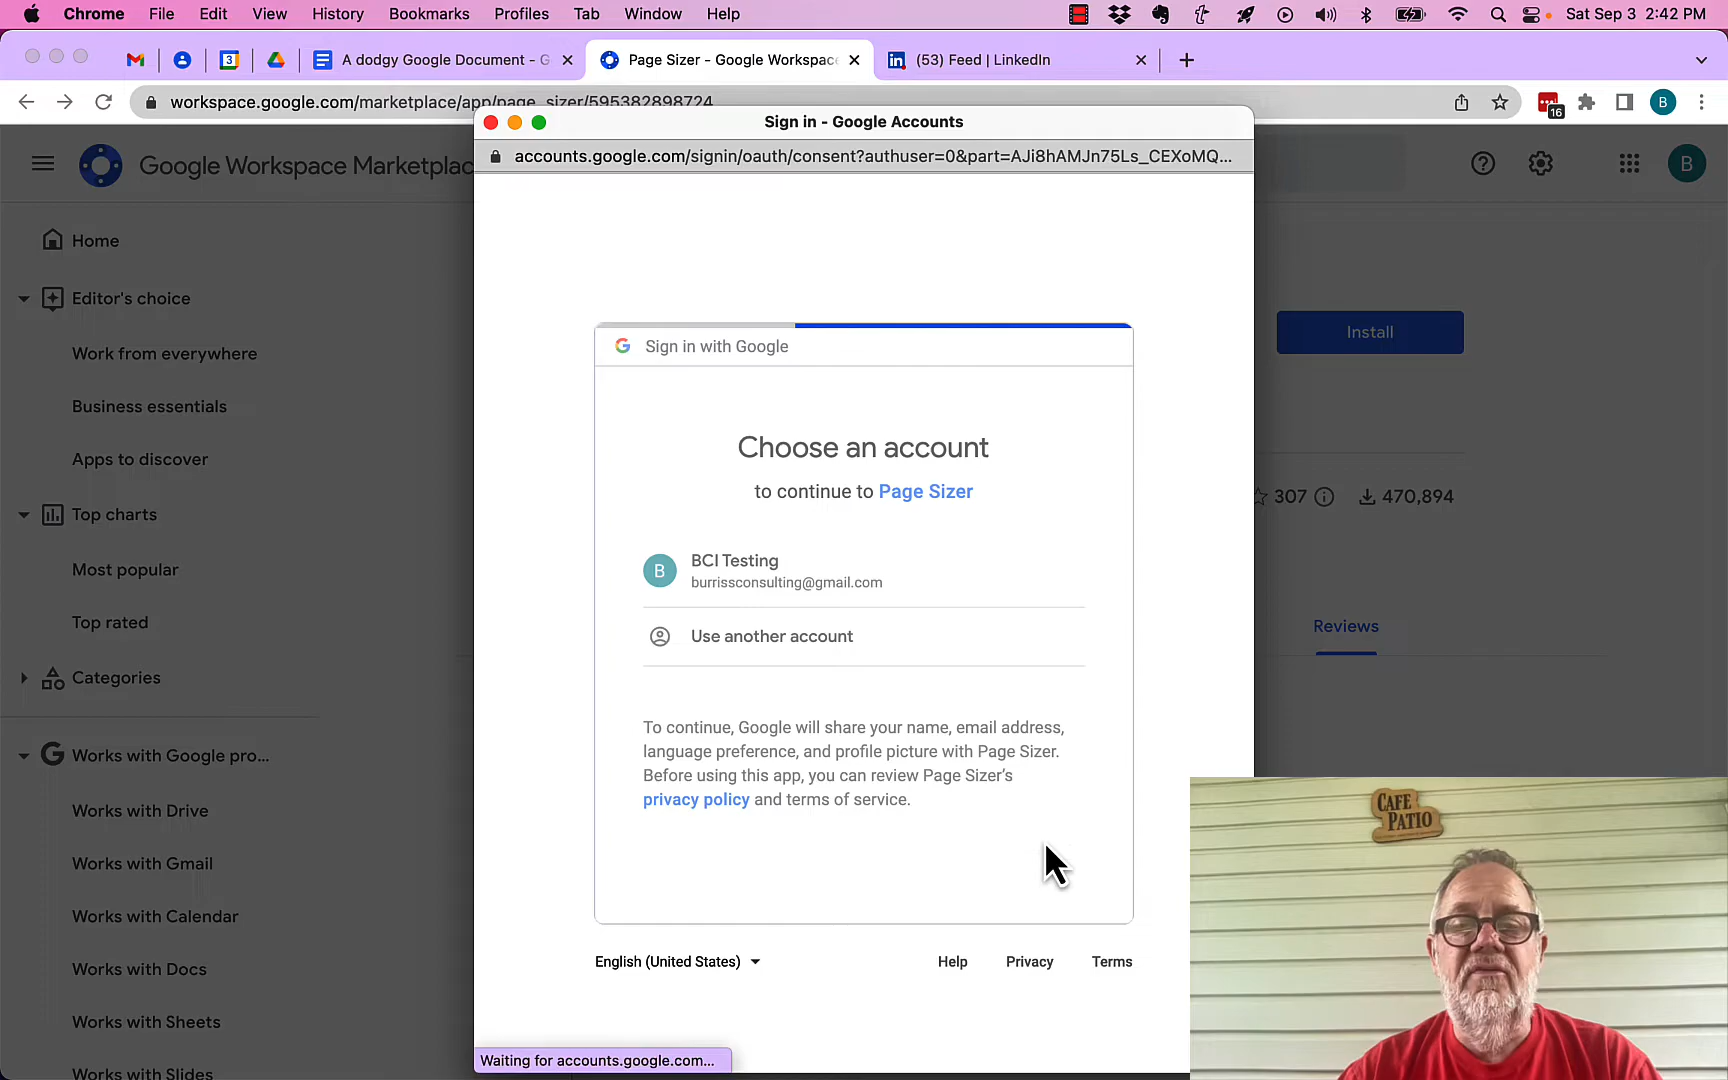 Chrome File Edit View History Bookmarks Profiles Tab Window Help Sat Sep 3 2:42 PM
3 A dodgy Google Document - G Page Sizer - Google Workspace (53) Feed | LinkedIn
workspace.google.com/marketplace/app/page_sizer/595382898724 16 B
Sign in - Google Accounts
accounts.google.com/signin/oauth/consent?authuser=0&part=AJi8hAMJn75Ls_CEXoMQ...
Google Workspace Marketplac B
Home
Editor's choice
Work from everywhere
Business essentials
Apps to discover
Top charts
Most popular
Top rated
Categories
Works with Google pro...
Works with Drive
Works with Gmail
Works with Calendar
Works with Docs
Works with Sheets
Works with Slides
Sign in with Google
Choose an account
to continue to Page Sizer
B BCI Testing
burrissconsulting@gmail.com
Use another account
To continue, Google will share your name, email address,
language preference, and profile picture with Page Sizer.
Before using this app, you can review Page Sizer's
privacy policy and terms of service.
English (United States) Help Privacy Terms
Waiting for accounts.google.com...
Install
307 470,894
Reviews
CAFE
PATIO